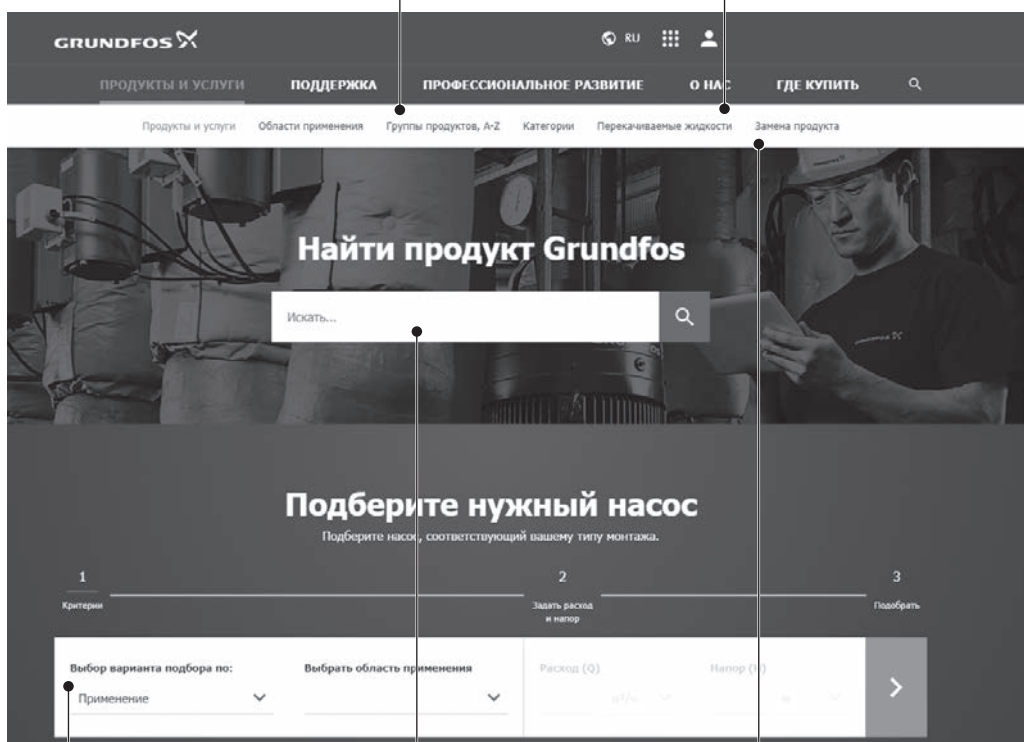 GRUNDFOS
RU
ПРОДУКТЫ И УСЛУГИ ПОДДЕРЖКА ПРОФЕССИОНАЛЬНОЕ РАЗВИТИЕ О НАС ГДЕ КУПИТЬ
Продукты и услуги Области применения Группы продуктов, A-Z Категории Перекачиваемые жидкости Замена продукта
Найти продукт Grundfos
Искать...
Подберите нужный насос
Подберите насос, соответствующий вашему типу монтажа.
1 2 3
Критерии Задать расход Подобрать
и напор
Выбор варианта подбора по: Выбрать область применения Расход (Q) Напор (H)
Применение м³/ч м